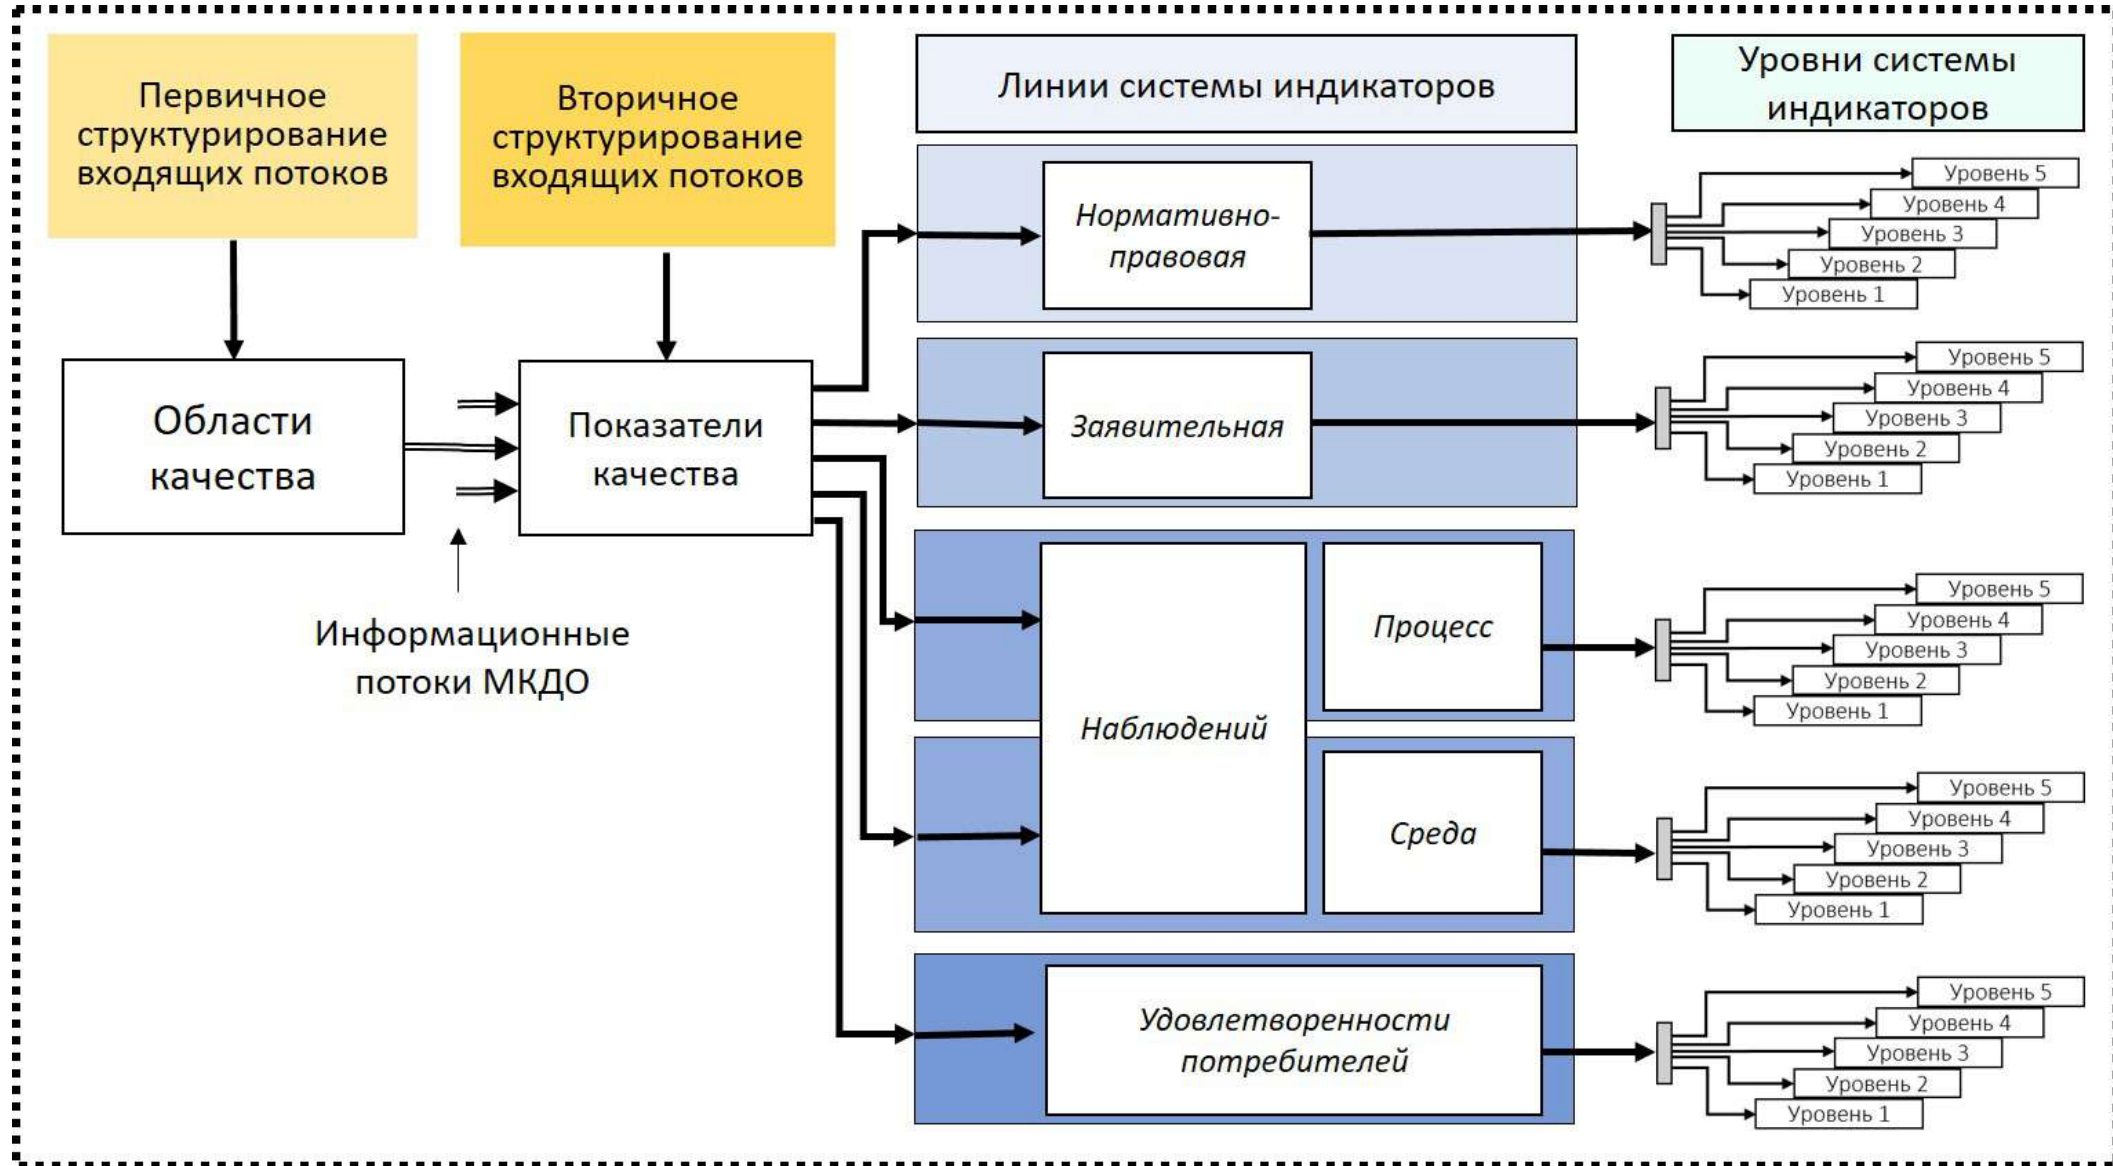 Первичное
структурирование
входящих потоков
Вторичное
структурирование
входящих потоков
Линии системы индикаторов
Уровни системы
индикаторов
Области
качества
Показатели
качества
Информационные
потоки МКДО
Нормативно-
правовая
Уровень 5
Уровень 4
Уровень 3
Уровень 2
Уровень 1
Заявительная
Уровень 5
Уровень 4
Уровень 3
Уровень 2
Уровень 1
Наблюдений
Процесс
Уровень 5
Уровень 4
Уровень 3
Уровень 2
Уровень 1
Среда
Уровень 5
Уровень 4
Уровень 3
Уровень 2
Уровень 1
Удовлетворенности
потребителей
Уровень 5
Уровень 4
Уровень 3
Уровень 2
Уровень 1